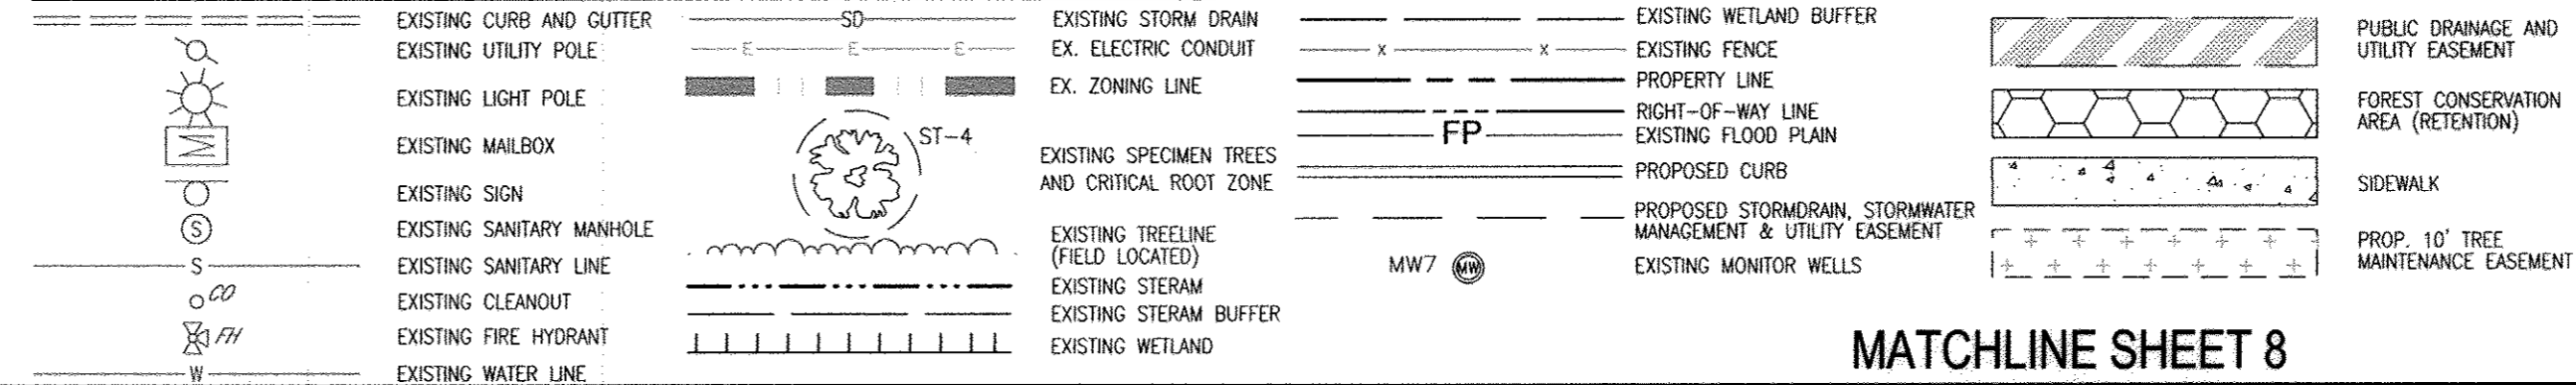 EXISTING CURB AND GUTTER
EXISTING UTILITY POLE
EXISTING LIGHT POLE
EXISTING MAILBOX
EXISTING SIGN
S EXISTING SANITARY MANHOLE
S EXISTING SANITARY LINE
CO EXISTING CLEANOUT
FH EXISTING FIRE HYDRANT
W EXISTING WATER LINE
SD EXISTING STORM DRAIN
E E E EX. ELECTRIC CONDUIT
EX. ZONING LINE
ST-4
EXISTING SPECIMEN TREES
AND CRITICAL ROOT ZONE
EXISTING TREELINE
(FIELD LOCATED)
EXISTING STERAM
EXISTING STERAM BUFFER
EXISTING WETLAND
EXISTING WETLAND BUFFER
X X EXISTING FENCE
PROPERTY LINE
RIGHT-OF-WAY LINE
FP EXISTING FLOOD PLAIN
PROPOSED CURB
PROPOSED STORMDRAIN, STORMWATER
MANAGEMENT & UTILITY EASEMENT
MW7 MW EXISTING MONITOR WELLS
PUBLIC DRAINAGE AND
UTILITY EASEMENT
FOREST CONSERVATION
AREA (RETENTION)
SIDEWALK
PROP. 10' TREE
MAINTENANCE EASEMENT
MATCHLINE SHEET 8